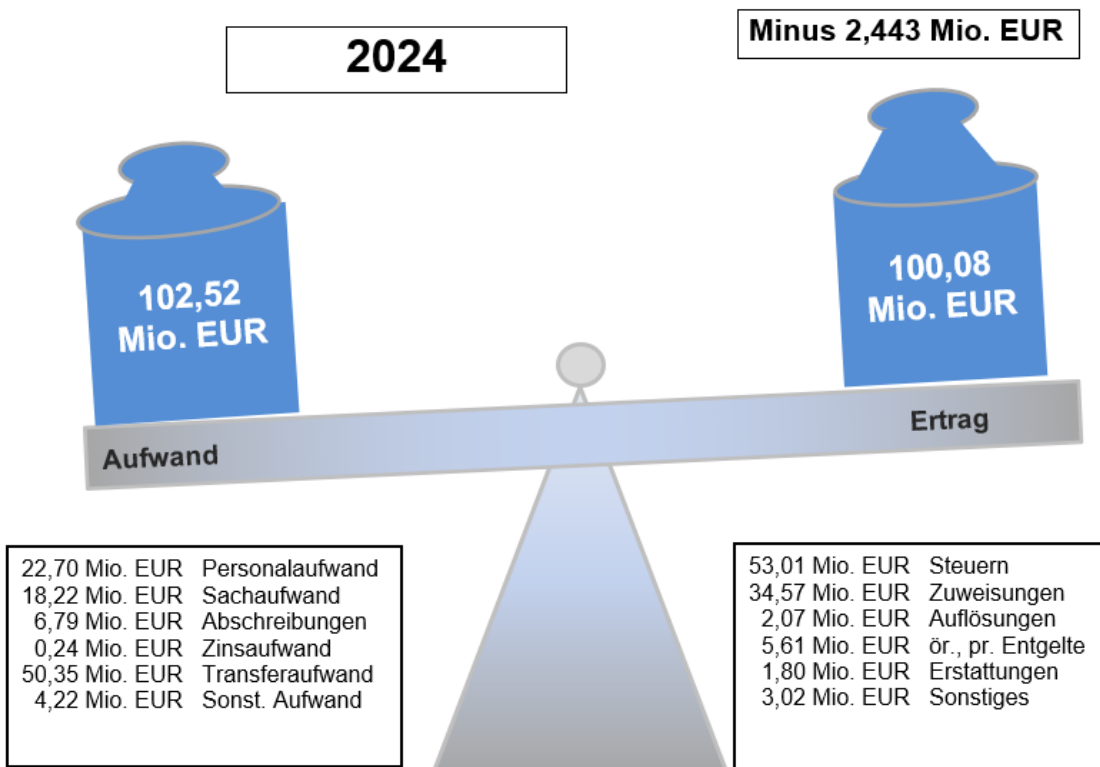 2024
Minus 2,443 Mio. EUR
102,52
Mio. EUR
100,08
Mio. EUR
Aufwand
Ertrag
22,70 Mio. EUR Personalaufwand
18,22 Mio. EUR Sachaufwand
6,79 Mio. EUR Abschreibungen
0,24 Mio. EUR Zinsaufwand
50,35 Mio. EUR Transferaufwand
4,22 Mio. EUR Sonst. Aufwand
53,01 Mio. EUR Steuern
34,57 Mio. EUR Zuweisungen
2,07 Mio. EUR Auflösungen
5,61 Mio. EUR ör., pr. Entgelte
1,80 Mio. EUR Erstattungen
3,02 Mio. EUR Sonstiges